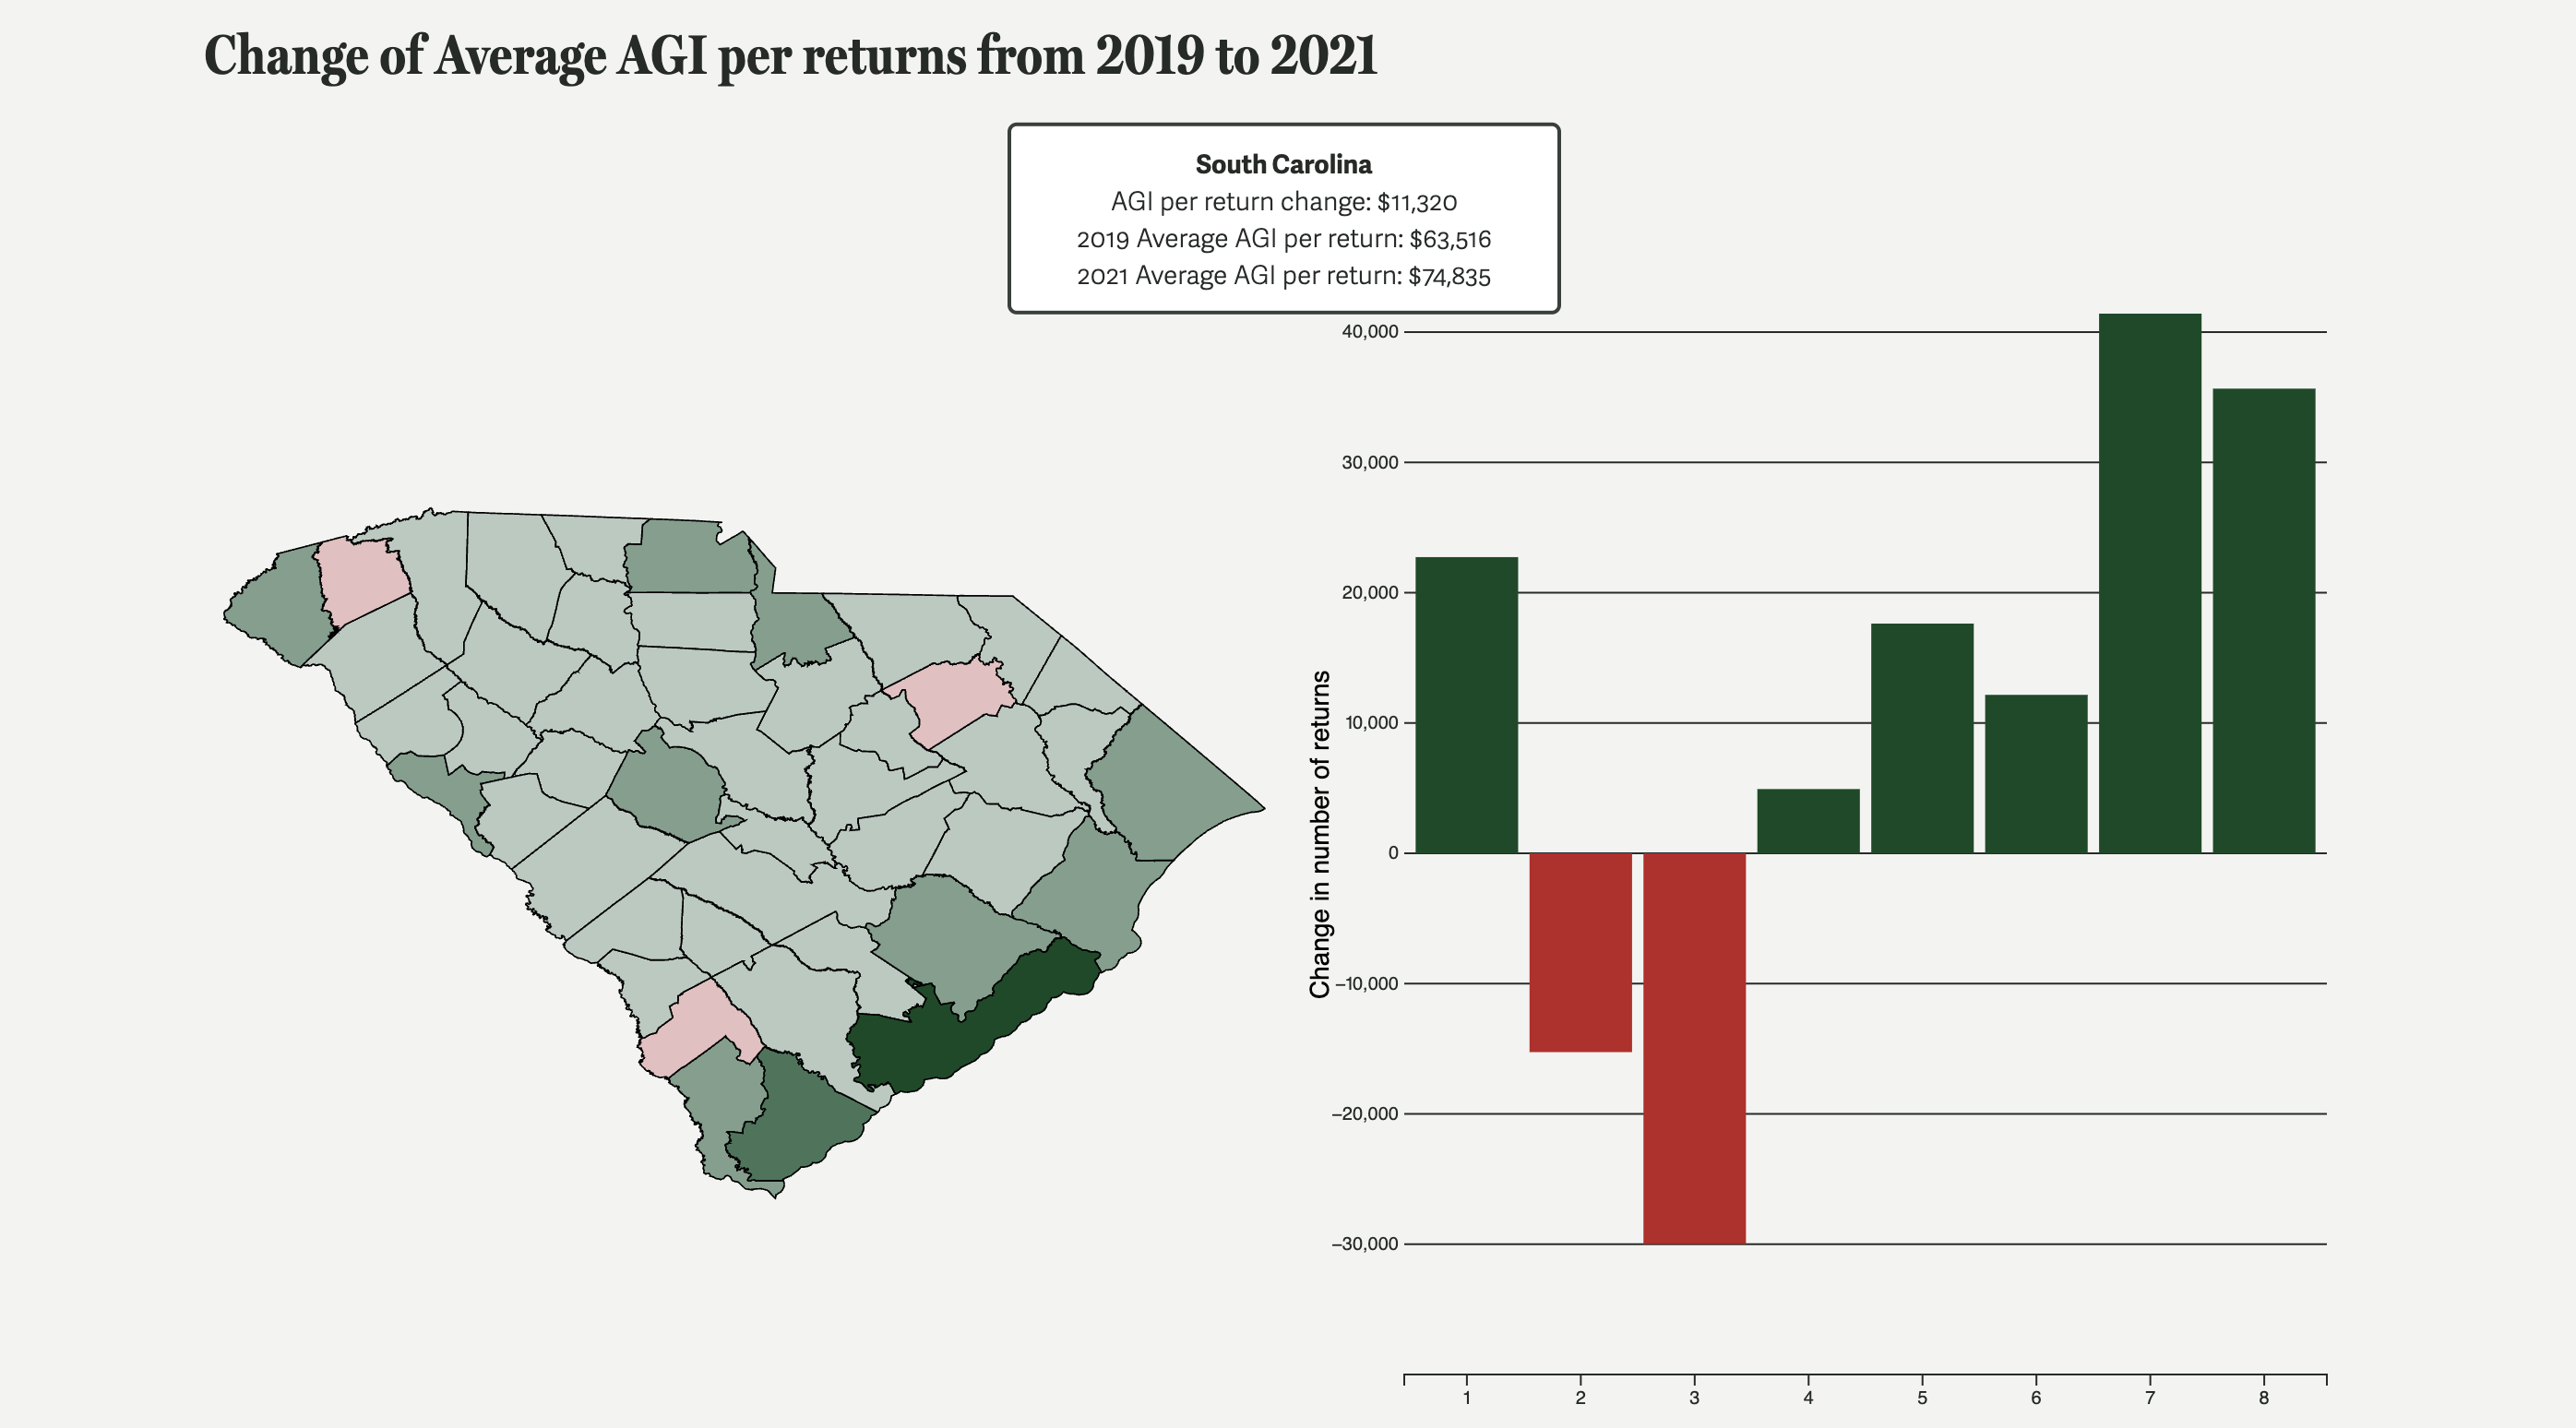 Change of Average AGI per returns from 2019 to 2021
South Carolina
AGI per return change: $11,320
2019 Average AGI per return: $63,516
2021 Average AGI per return: $74,835
40,000
30,000
20,000
10,000
0
−10,000
−20,000
−30,000
Change in number of returns
1 2 3 4 5 6 7 8